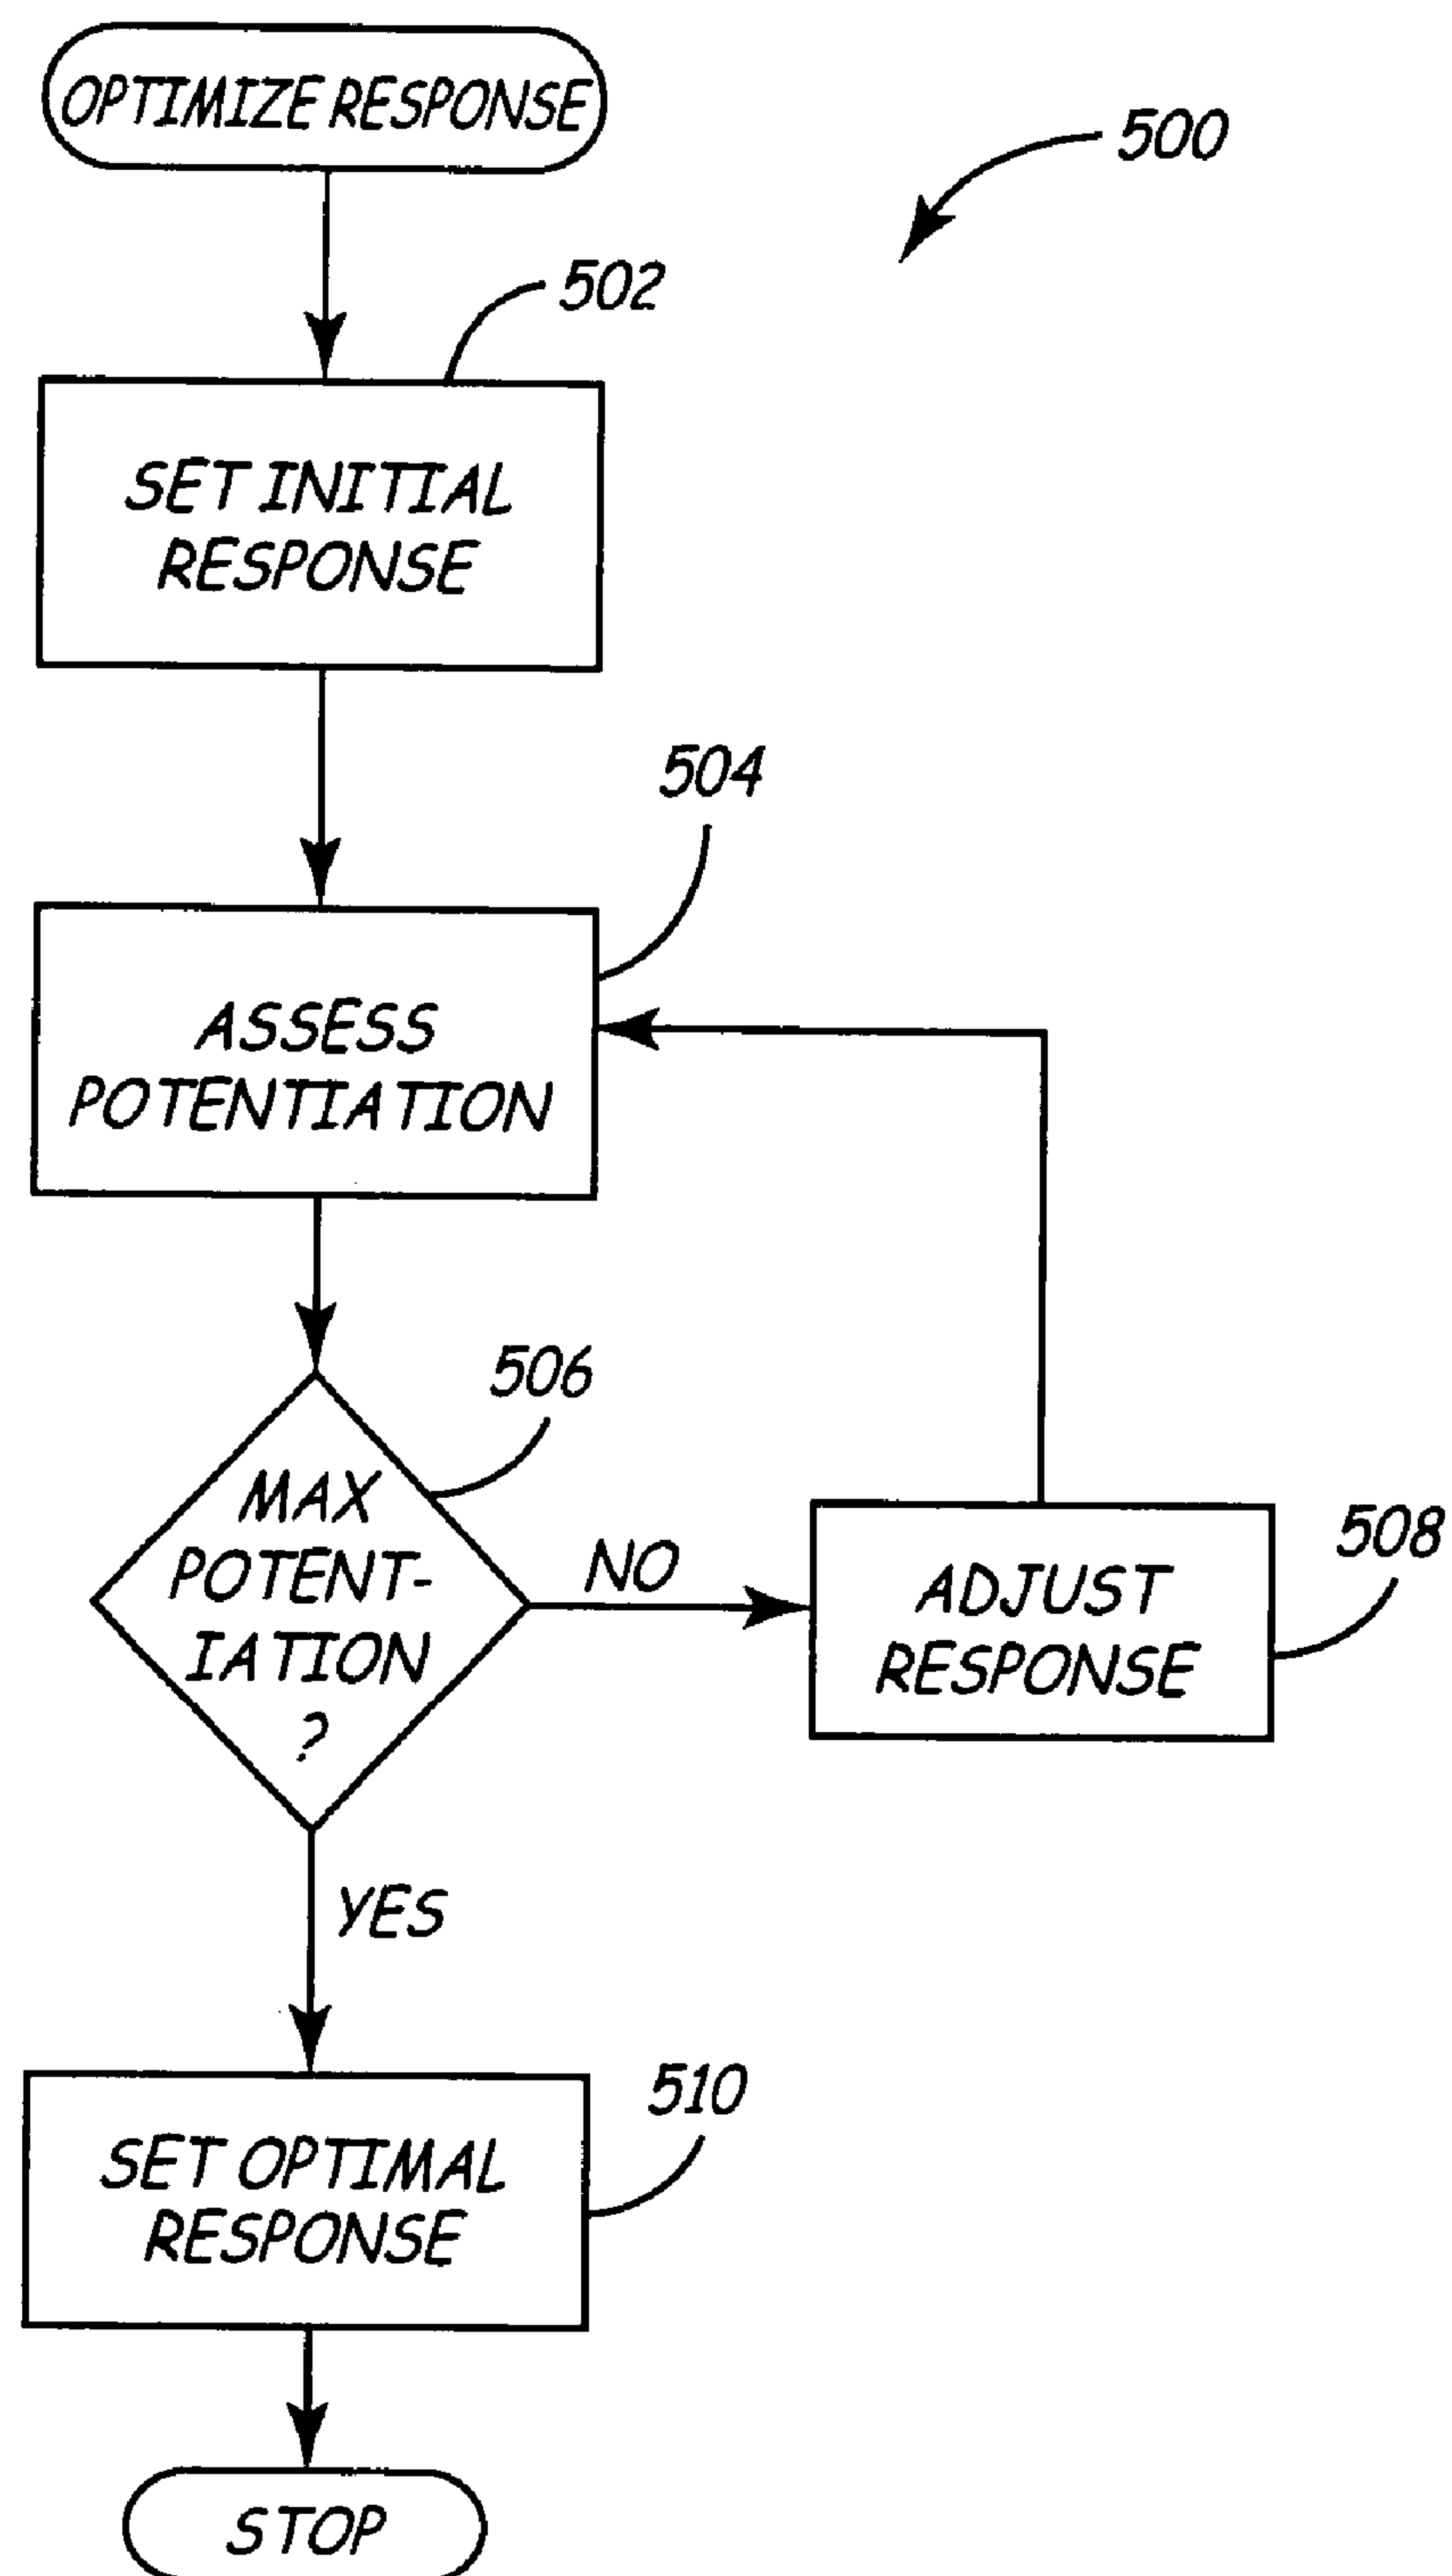 OPTIMIZE RESPONSE
500
502
SET INITIAL
RESPONSE
504
ASSESS
POTENTIATION
506
MAX
POTENT-
IATION
?
NO
508
ADJUST
RESPONSE
YES
510
SET OPTIMAL
RESPONSE
STOP